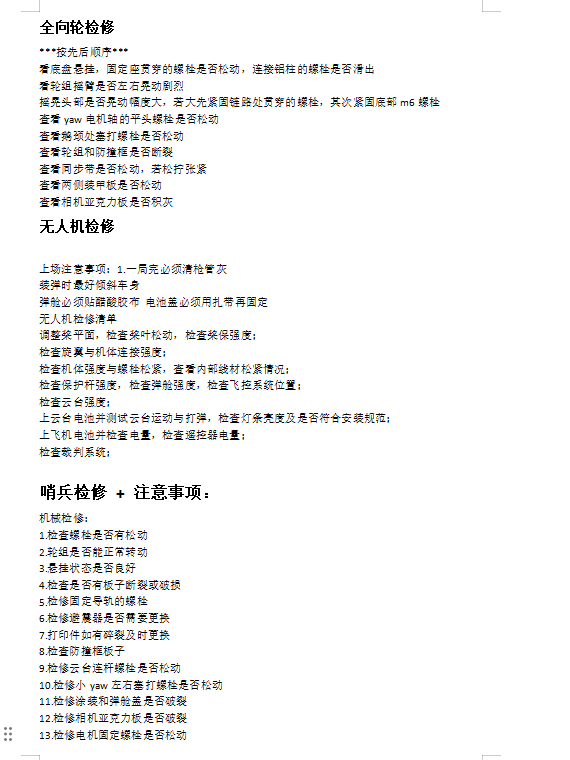 全向轮检修
***按先后顺序***
看底盘悬挂，固定座贯穿的螺栓是否松动，连接铝柱的螺栓是否滑出
看轮组摇臂是否左右晃动剧烈
摇晃头部是否晃动幅度大，若大先紧固链路处贯穿的螺栓，其次紧固底部 m6 螺栓
查看 yaw 电机轴的平头螺栓是否松动
查看鹅颈处塞打螺栓是否松动
查看轮组和防撞框是否断裂
查看同步带是否松动，若松拧张紧
查看两侧装甲板是否松动
查看相机亚克力板是否积灰
无人机检修
上场注意事项：1.一局完必须清枪管灰
装弹时最好倾斜车身
弹舱必须贴醋酸胶布 电池盖必须用扎带再固定
无人机检修清单
调整桨平面，检查桨叶松动，检查桨保强度；
检查旋翼与机体连接强度；
检查机体强度与螺栓松紧，查看内部线材松紧情况；
检查保护杆强度，检查弹舱强度，检查飞控系统位置；
检查云台强度；
上云台电池并测试云台运动与打弹，检查灯条亮度及是否符合安装规范；
上飞机电池并检查电量，检查遥控器电量；
检查裁判系统；
哨兵检修 + 注意事项：
机械检修：
1.检查螺栓是否有松动
2.轮组是否能正常转动
3.悬挂状态是否良好
4.检查是否有板子断裂或破损
5.检修固定导轨的螺栓
6.检修避震器是否需要更换
7.打印件如有碎裂及时更换
8.检查防撞框板子
9.检修云台连杆螺栓是否松动
10.检修小 yaw 左右塞打螺栓是否松动
11.检修涂装和弹舱盖是否破裂
12.检修相机亚克力板是否破裂
13.检修电机固定螺栓是否松动